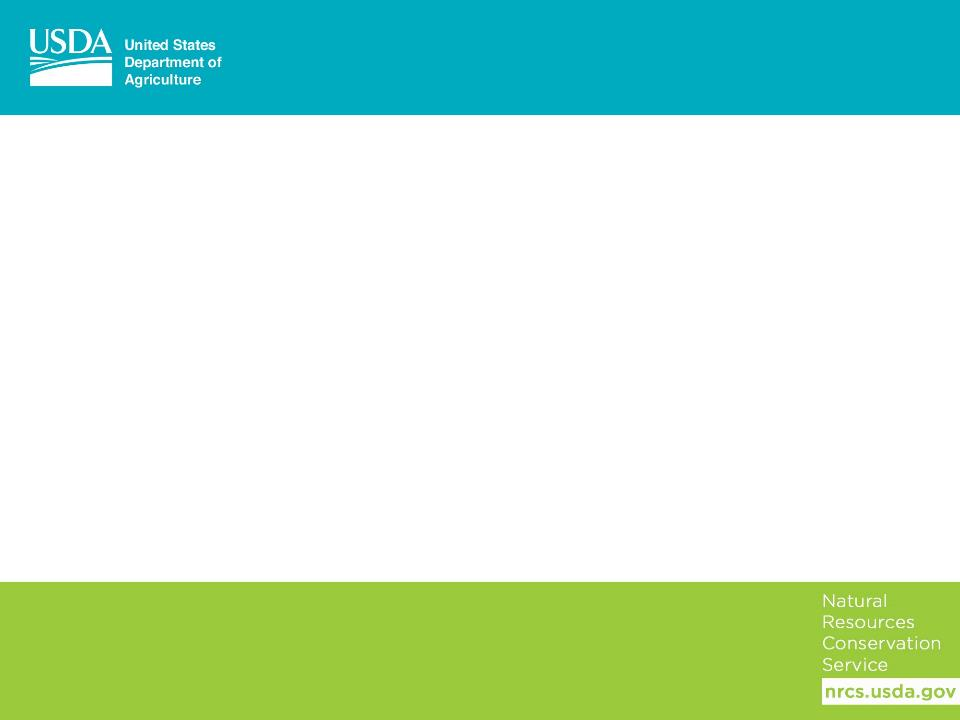 USDA
United States
Department of
Agriculture
Natural
Resources
Conservation
Service
nrcs.usda.gov